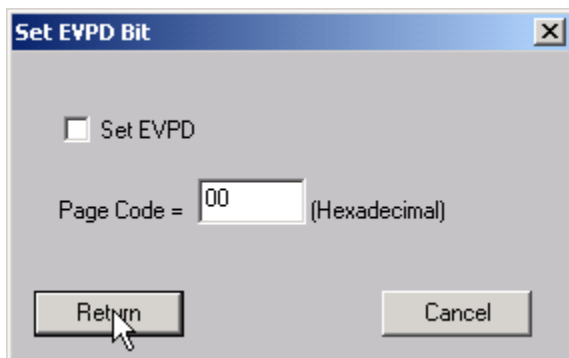 Set EVPD Bit
Set EVPD
Page Code = 00 (Hexadecimal)
Return Cancel